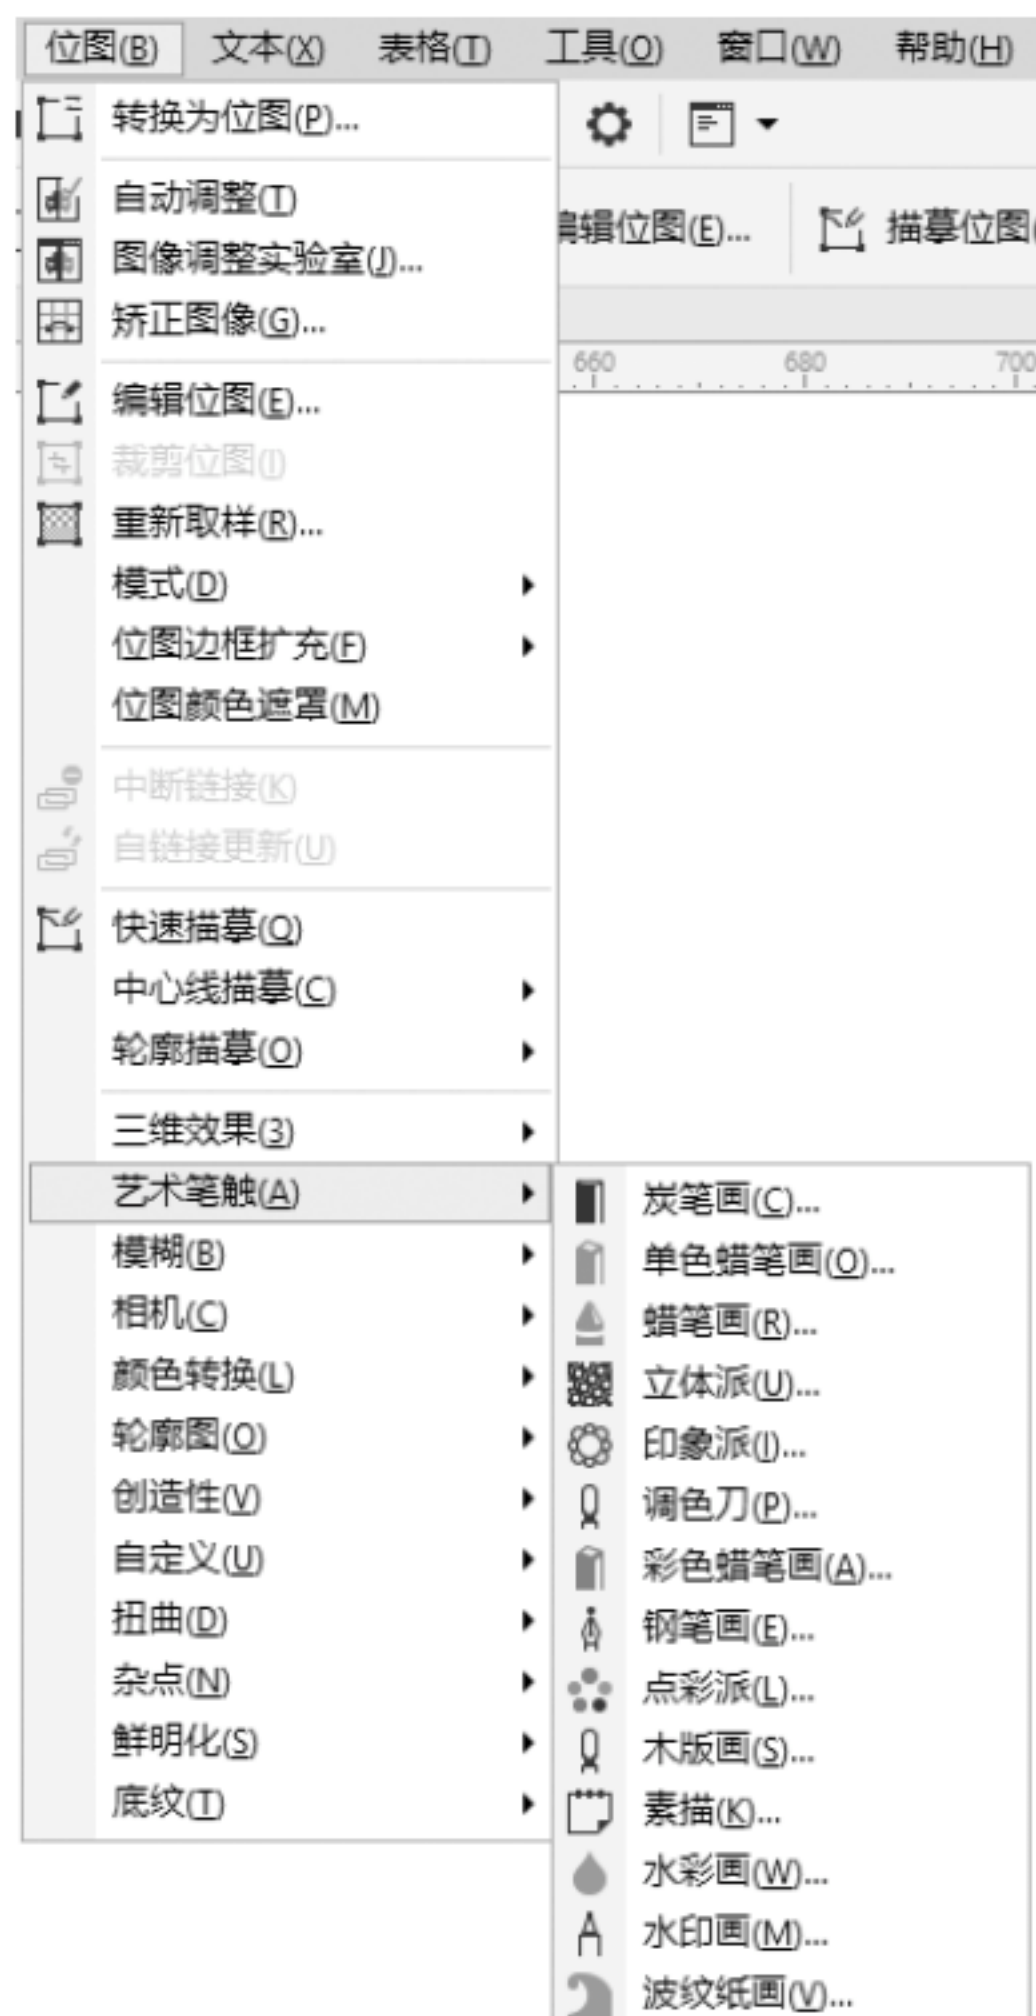 位图(B) 文本(X) 表格(T) 工具(O) 窗口(W) 帮助(H)
转换为位图(P)...
自动调整(T)
图像调整实验室(J)...
矫正图像(G)...
编辑位图(E)...
裁剪位图(I)
重新取样(R)...
模式(D)
位图边框扩充(F)
位图颜色遮罩(M)
中断链接(K)
自链接更新(U)
快速描摹(Q)
中心线描摹(C)
轮廓描摹(O)
三维效果(3)
艺术笔触(A)
模糊(B)
相机(C)
颜色转换(L)
轮廓图(O)
创造性(V)
自定义(U)
扭曲(D)
杂点(N)
鲜明化(S)
底纹(T)
编辑位图(E)... 描摹位图(
660 680 700
炭笔画(C)...
单色蜡笔画(O)...
蜡笔画(R)...
立体派(U)...
印象派(I)...
调色刀(P)...
彩色蜡笔画(A)...
钢笔画(E)...
点彩派(L)...
木版画(S)...
素描(K)...
水彩画(W)...
水印画(M)...
波纹纸画(V)...